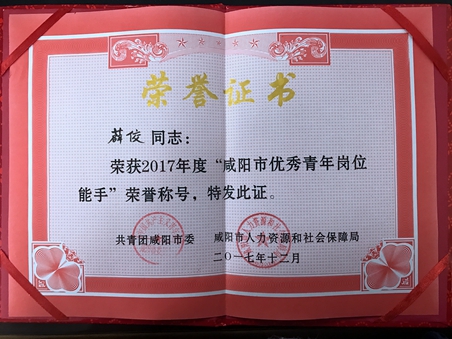 荣誉证书
薛俊 同志：
荣获2017年度“咸阳市优秀青年岗位
能手”荣誉称号，特发此证。
共青团咸阳市委 咸阳市人力资源和社会保障局
二〇一七年十二月